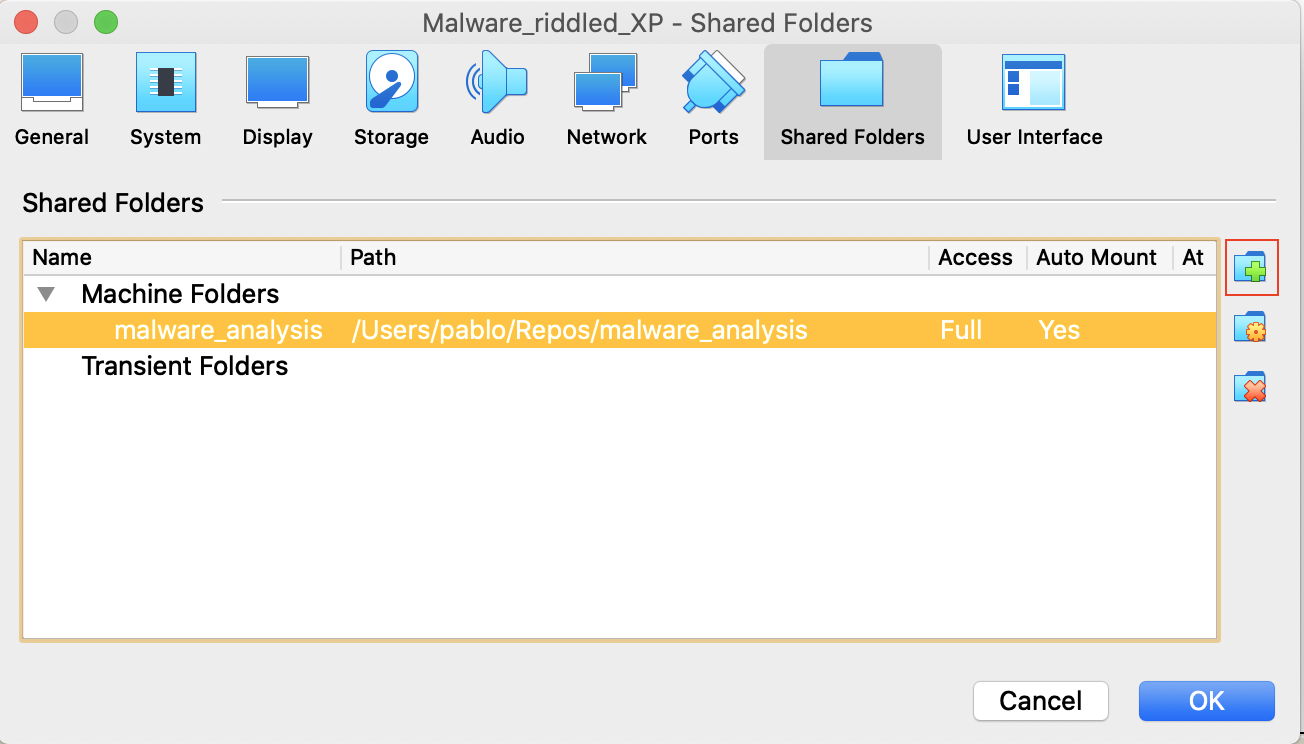 Malware_riddled_XP - Shared Folders
General System Display Storage Audio Network Ports Shared Folders User Interface
Shared Folders
Name Path Access Auto Mount At
Machine Folders
malware_analysis /Users/pablo/Repos/malware_analysis Full Yes
Transient Folders
Cancel OK